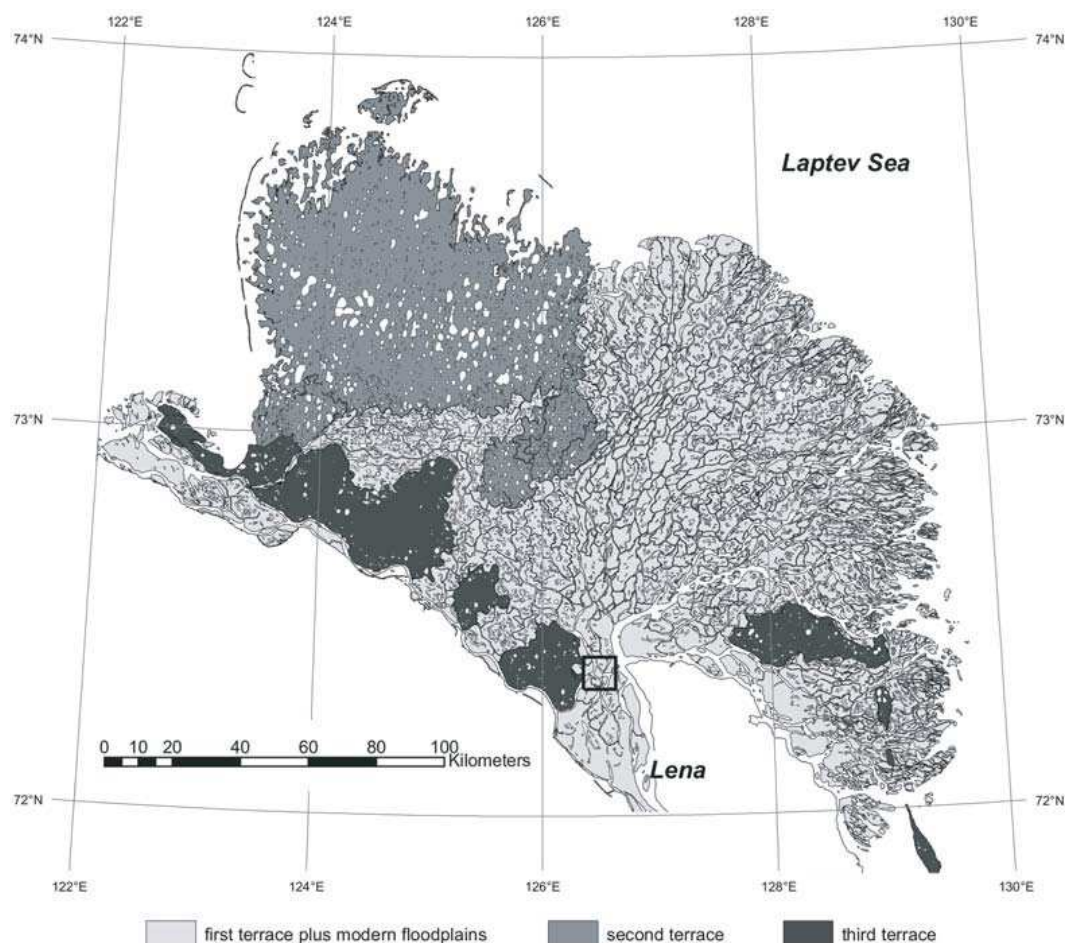 122°E 124°E 126°E 128°E 130°E
74°N 74°N
Laptev Sea
73°N 73°N
0 10 20 40 60 80 100
Kilometers
Lena
72°N 72°N
122°E 124°E 126°E 128°E 130°E
first terrace plus modern floodplains second terrace third terrace